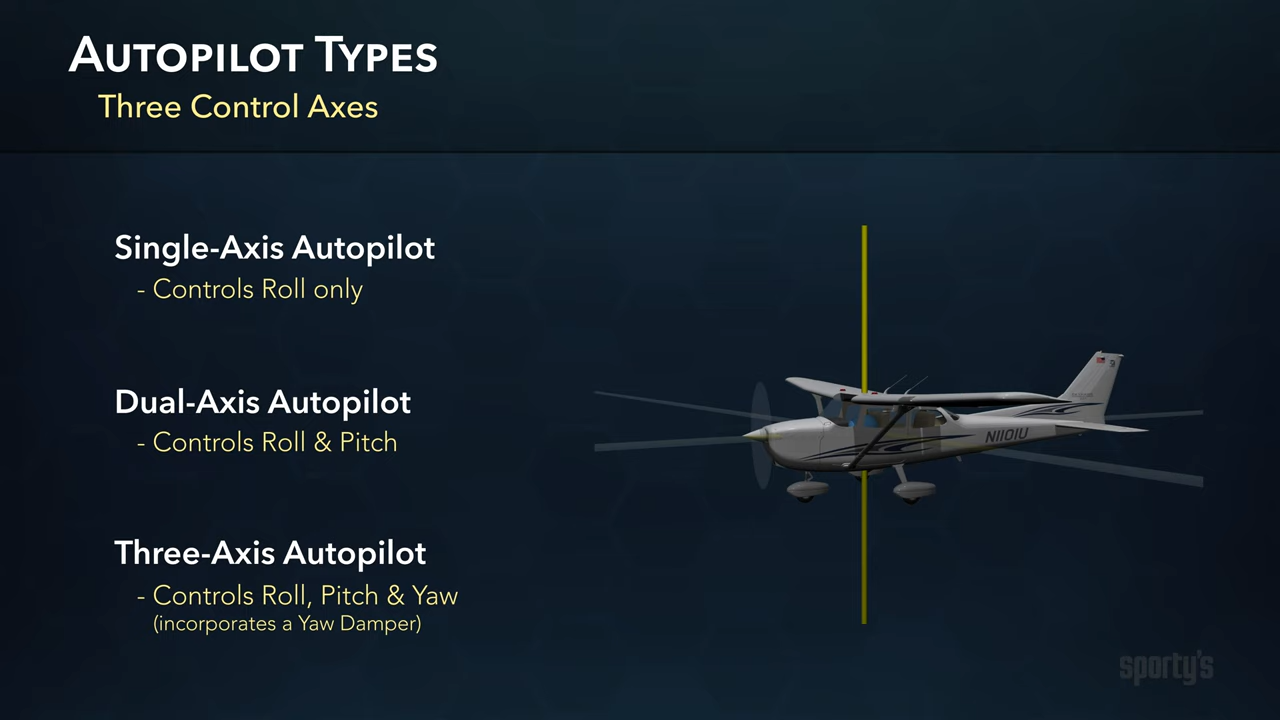 AUTOPILOT TYPES
Three Control Axes
Single-Axis Autopilot
- Controls Roll only
Dual-Axis Autopilot
- Controls Roll & Pitch
Three-Axis Autopilot
- Controls Roll, Pitch & Yaw
(incorporates a Yaw Damper)
N1101U
sporty's